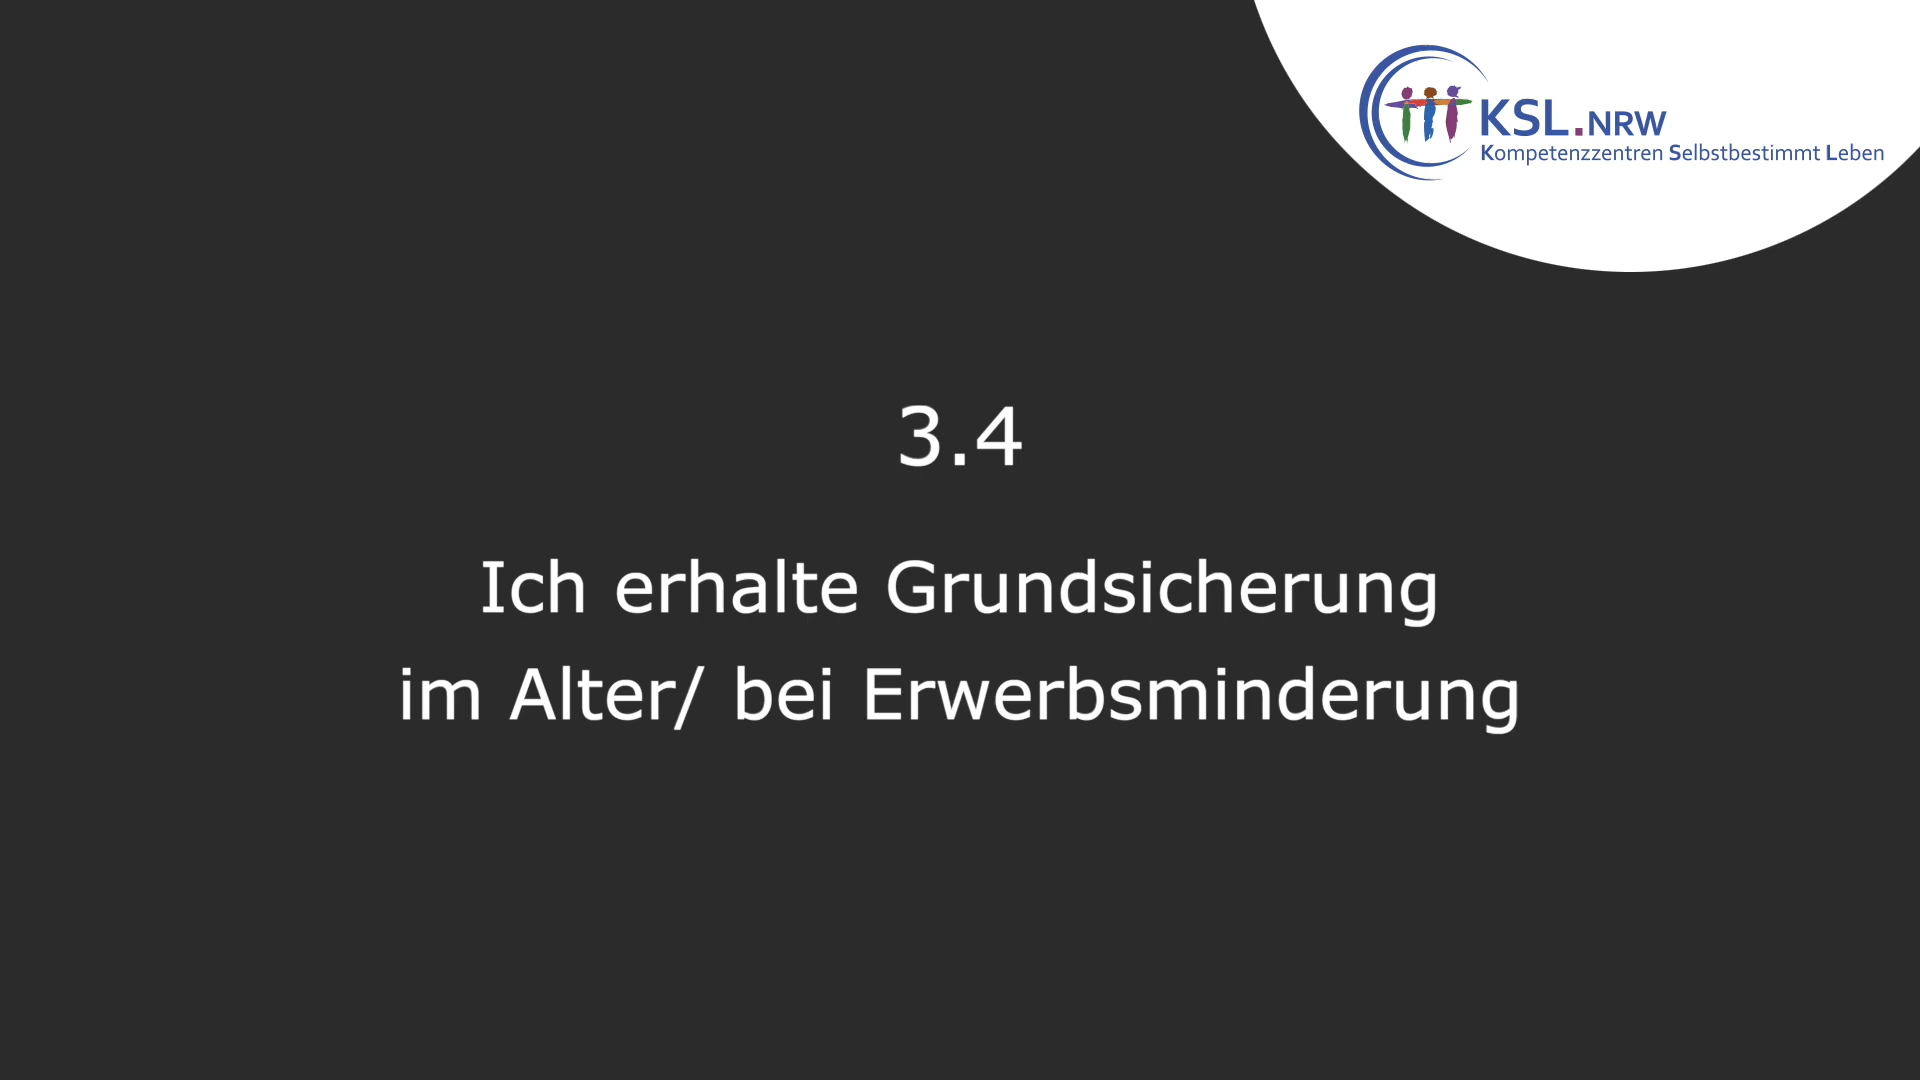 KSL.NRW
Kompetenzzentren Selbstbestimmt Leben
3.4
Ich erhalte Grundsicherung
im Alter/ bei Erwerbsminderung